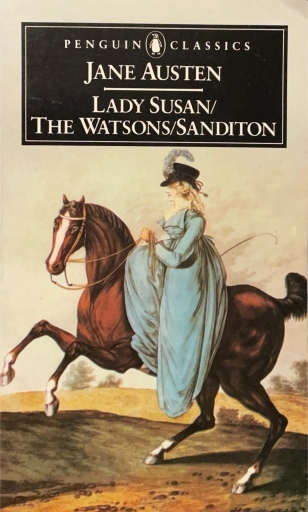 PENGUIN CLASSICS
JANE AUSTEN
LADY SUSAN/
THE WATSONS/SANDITON